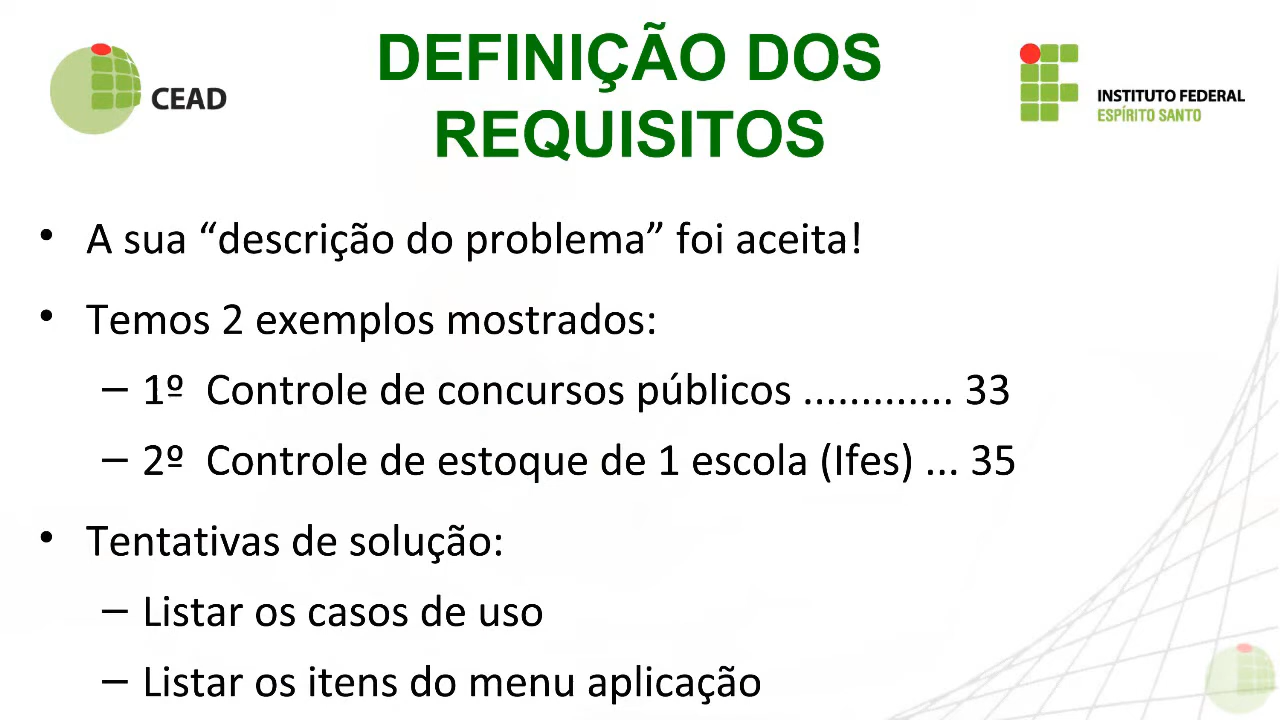 CEAD
DEFINIÇÃO DOS
REQUISITOS
INSTITUTO FEDERAL
ESPÍRITO SANTO
• A sua “descrição do problema” foi aceita!
• Temos 2 exemplos mostrados:
– 1º Controle de concursos públicos ............. 33
– 2º Controle de estoque de 1 escola (Ifes) ... 35
• Tentativas de solução:
– Listar os casos de uso
– Listar os itens do menu aplicação